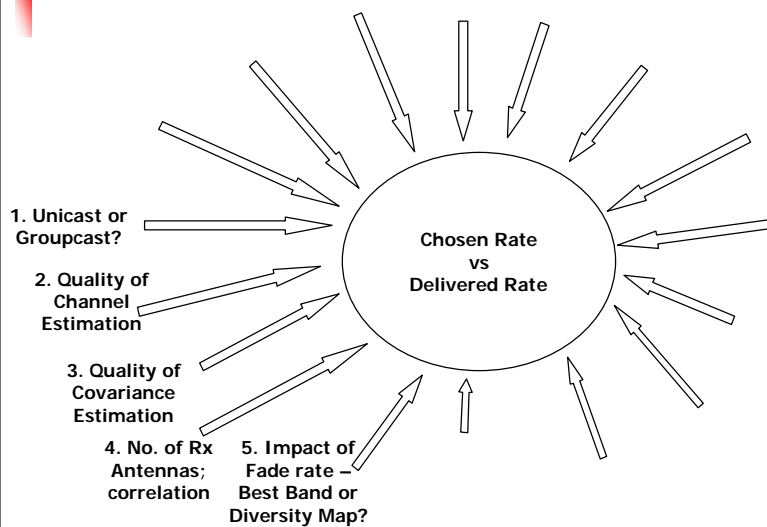 Chosen Rate
vs
Delivered Rate
1. Unicast or
Groupcast?
2. Quality of
Channel
Estimation
3. Quality of
Covariance
Estimation
4. No. of Rx
Antennas;
correlation
5. Impact of
Fade rate –
Best Band or
Diversity Map?